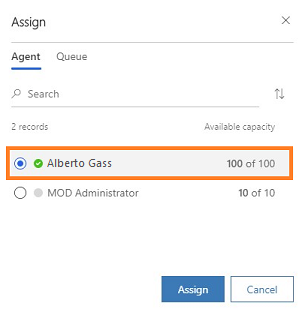 Assign
Agent Queue
Search
2 records Available capacity
Alberto Gass 100 of 100
MOD Administrator 10 of 10
Assign Cancel